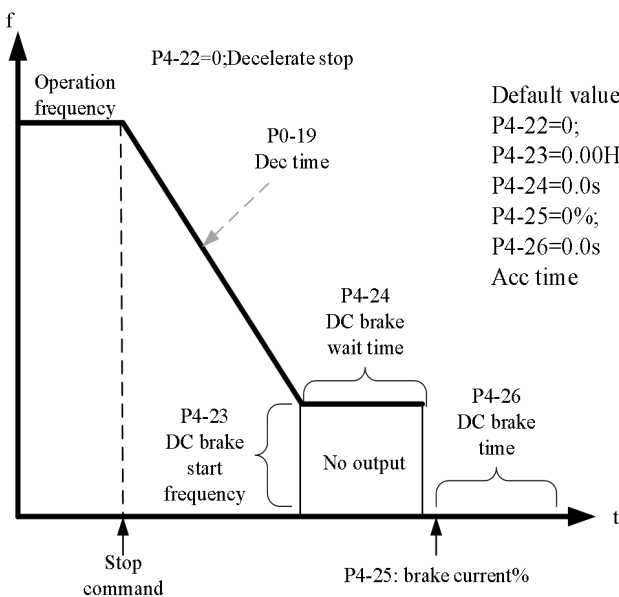 f
P4-22=0;Decelerate stop
Operation
frequency
P0-19
Dec time
Default value
P4-22=0;
P4-23=0.00H
P4-24=0.0s
P4-25=0%;
P4-26=0.0s
Acc time
P4-24
DC brake
wait time
P4-26
DC brake
time
P4-23
DC brake
start
frequency
No output
t
Stop
command
P4-25: brake current%